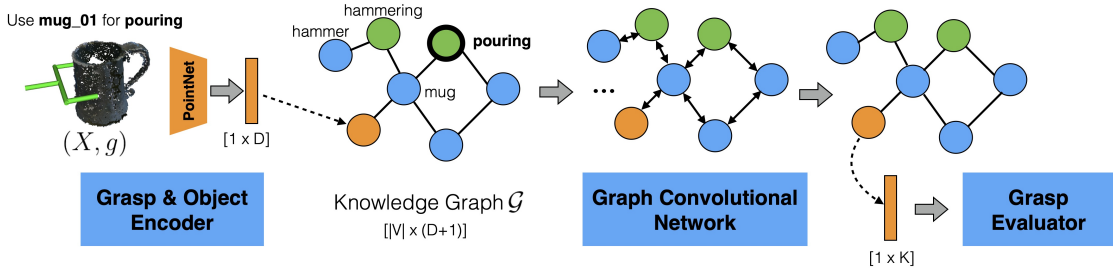 Use mug_01 for pouring
(X, g)
PointNet
[1 x D]
Grasp & Object
Encoder
hammering
hammer
pouring
mug
Knowledge Graph 𝒢
[|V| x (D+1)]
...
Graph Convolutional
Network
[1 x K]
Grasp
Evaluator